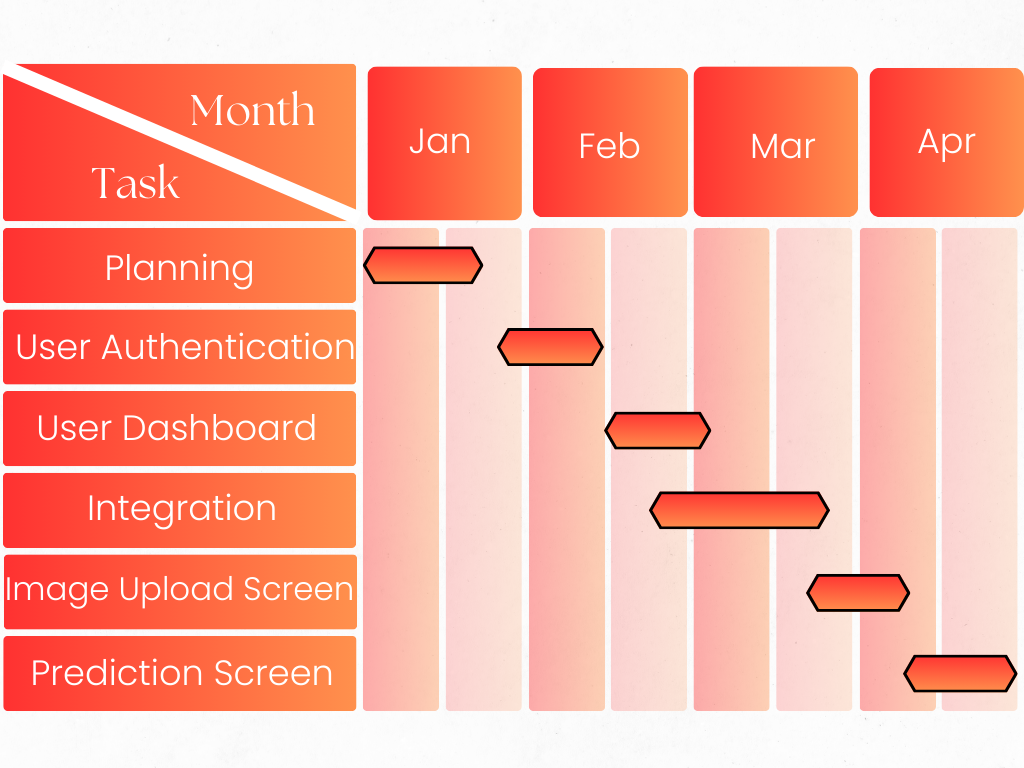 Month
Task
Jan
Feb
Mar
Apr
Planning
User Authentication
User Dashboard
Integration
Image Upload Screen
Prediction Screen